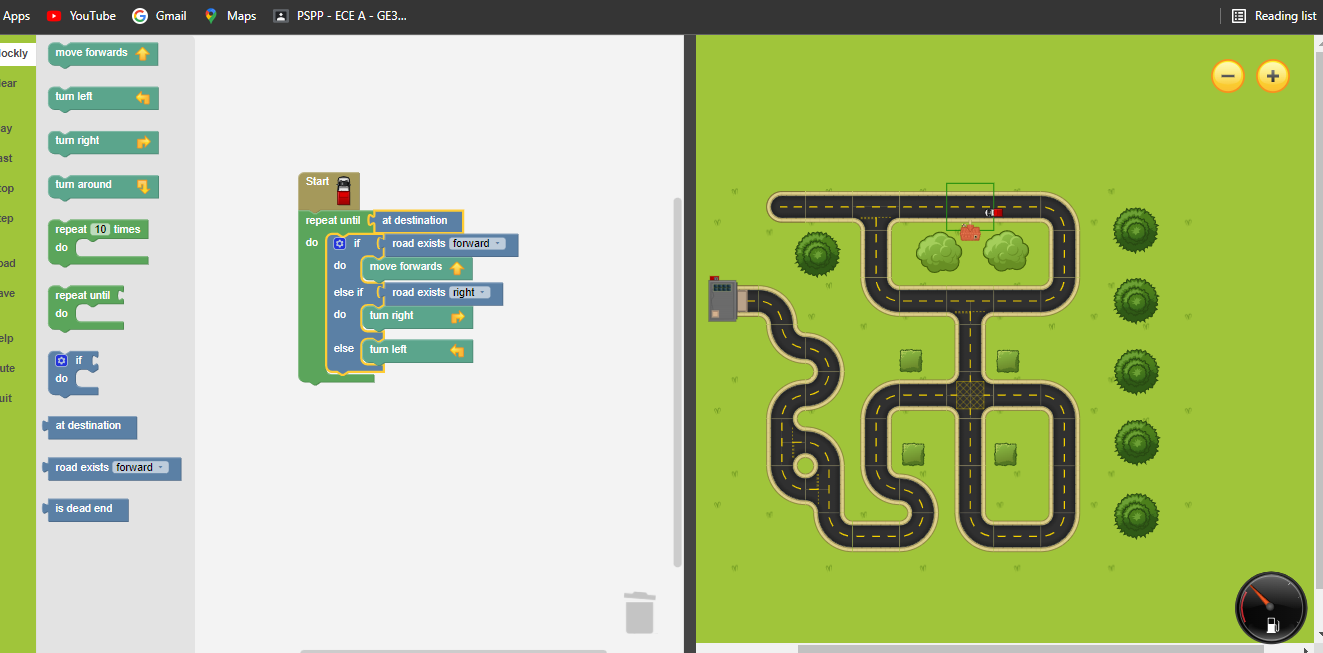 Apps YouTube Gmail Maps PSPP - ECE A - GE3... Reading list
ockly
lear
ay
ast
top
ep
oad
ave
elp
ute
uit
move forwards
turn left
turn right
turn around
repeat 10 times
do
repeat until
do
if
do
at destination
road exists forward
is dead end
Start
repeat until at destination
do if road exists forward
do move forwards
else if road exists right
do turn right
else turn left